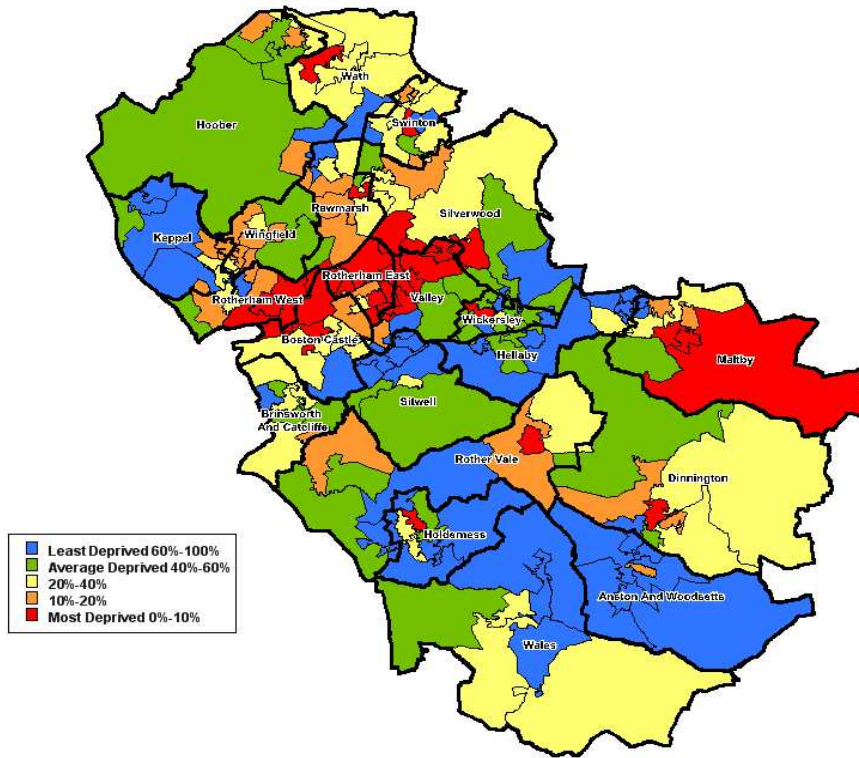 Wath
Swinton
Hoober
Rawmarsh
Silverwood
Keppel
Wingfield
Rotherham East
Rotherham West
Valley
Wickersley
Boston Castle
Hellaby
Maltby
Sitwell
Brinsworth
And Catcliffe
Rother Vale
Dinnington
Holderness
Anston And Woodsetts
Wales
Least Deprived 60%-100%
Average Deprived 40%-60%
20%-40%
10%-20%
Most Deprived 0%-10%